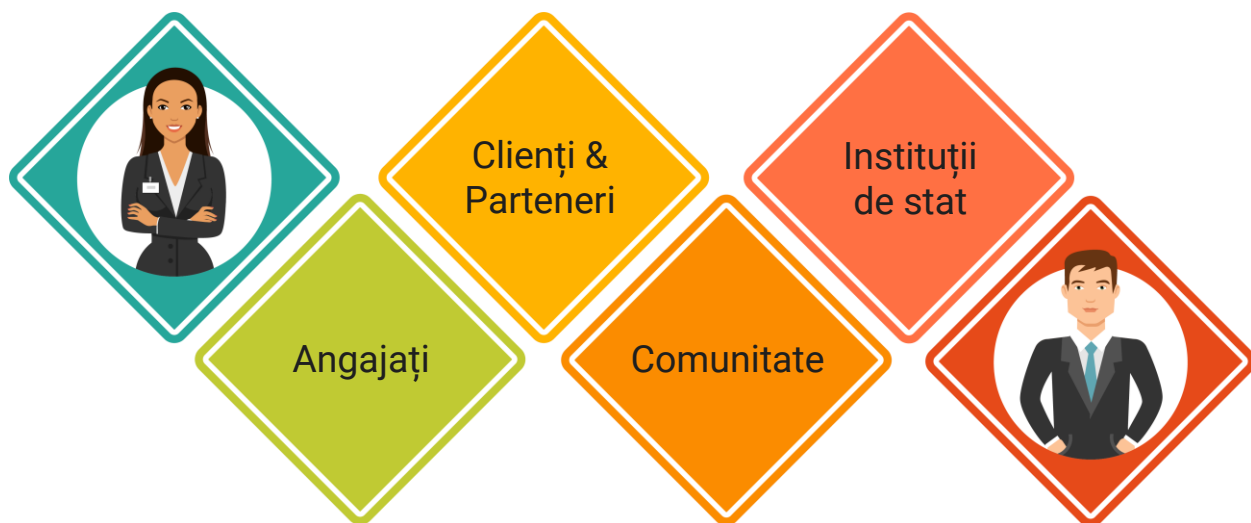 Angajați
Clienți &
Parteneri
Comunitate
Instituții
de stat